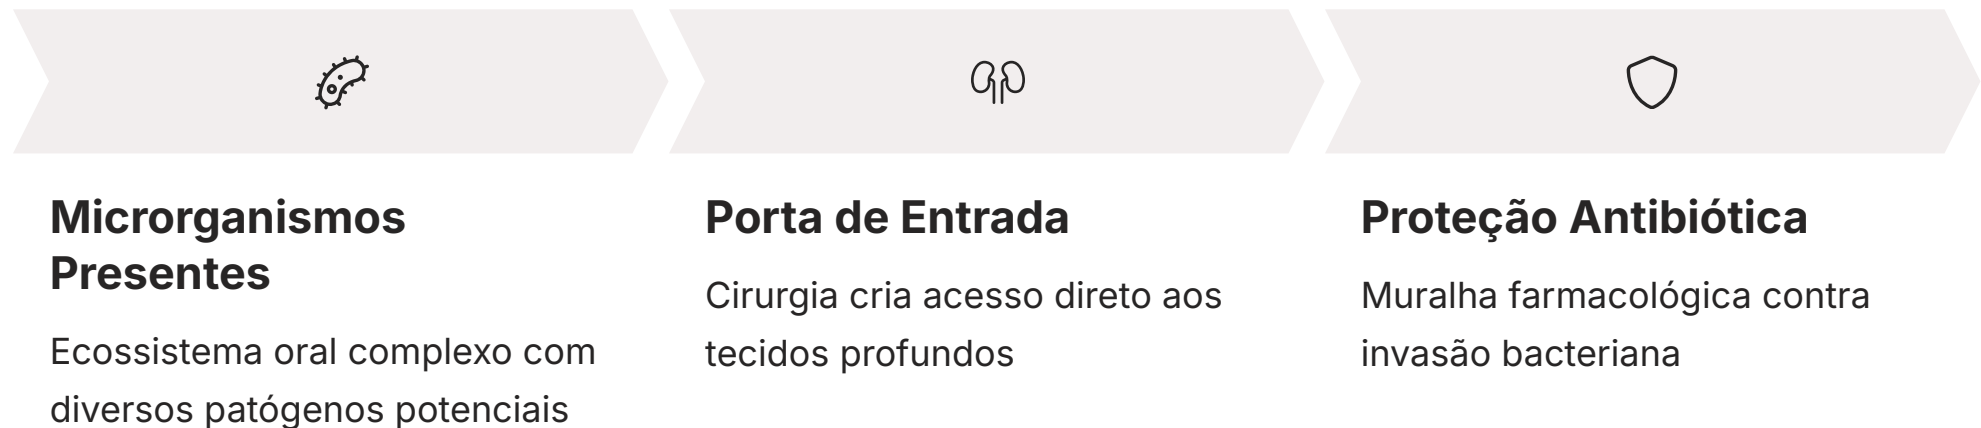 Microrganismos
Presentes
Ecossistema oral complexo com
diversos patógenos potenciais
Porta de Entrada
Cirurgia cria acesso direto aos
tecidos profundos
Proteção Antibiótica
Muralha farmacológica contra
invasão bacteriana